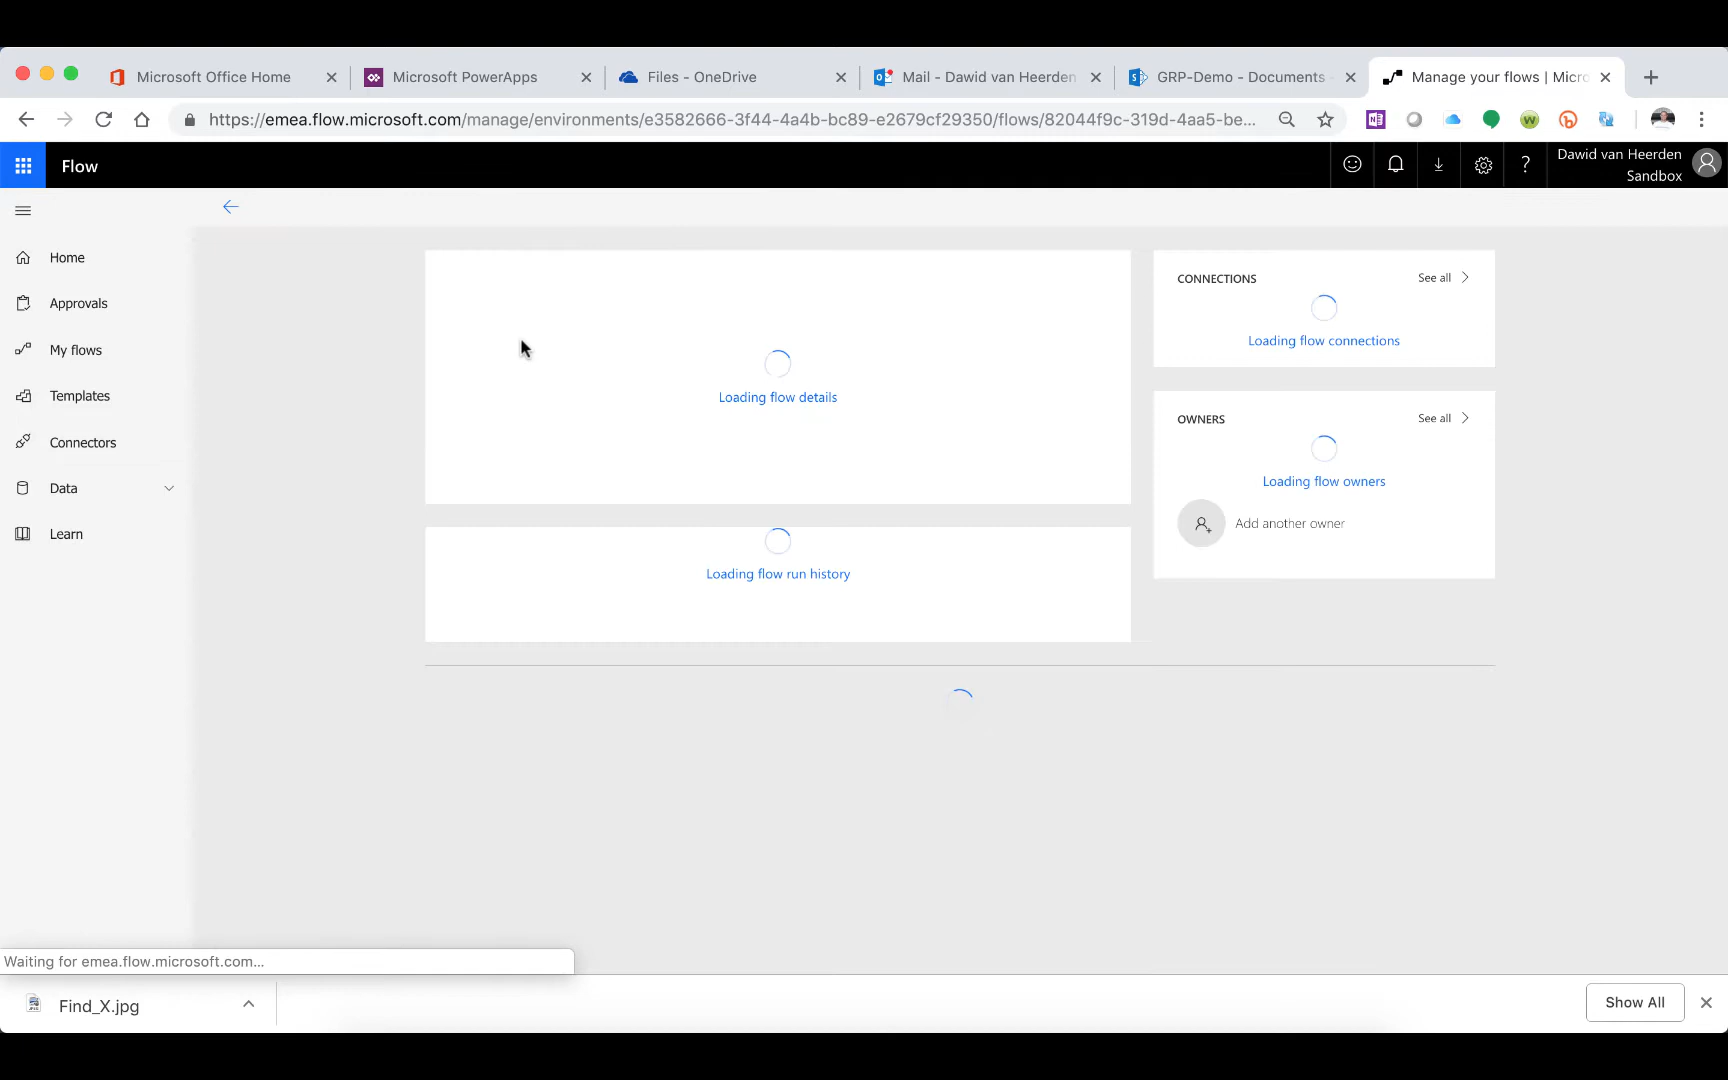 Microsoft Office Home
Microsoft PowerApps
Files - OneDrive
Mail - Dawid van Heerden
GRP-Demo - Documents -
Manage your flows | Micro
https://emea.flow.microsoft.com/manage/environments/e3582666-3f44-4a4b-bc89-e2679cf29350/flows/82044f9c-319d-4aa5-be...
Flow
Dawid van Heerden
Sandbox
Home
Approvals
My flows
Templates
Connectors
Data
Learn
Loading flow details
Loading flow run history
CONNECTIONS
See all
Loading flow connections
OWNERS
See all
Loading flow owners
Add another owner
Waiting for emea.flow.microsoft.com...
Find_X.jpg
Show All